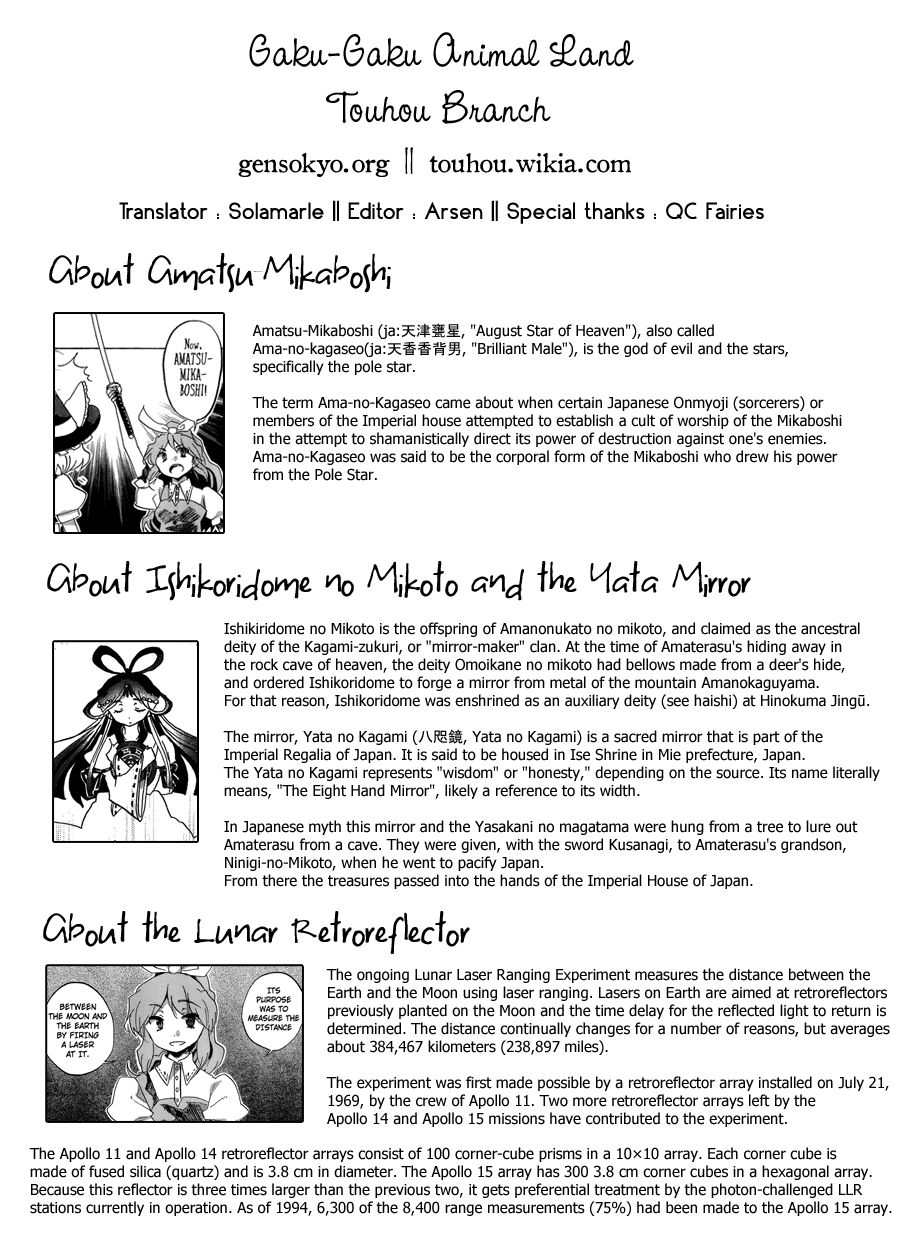 Gaku-Gaku Animal Land
Touhou Branch
gensokyo.org || touhou.wikia.com
Translator : Solamarle || Editor : Arsen || Special thanks : QC Fairies
About Amatsu-Mikaboshi
Now,
AMATSU-
MIKA-
BOSHI!
Amatsu-Mikaboshi (ja:天津甕星, "August Star of Heaven"), also called
Ama-no-kagaseo(ja:天香香背男, "Brilliant Male"), is the god of evil and the stars,
specifically the pole star.
The term Ama-no-Kagaseo came about when certain Japanese Onmyoji (sorcerers) or
members of the Imperial house attempted to establish a cult of worship of the Mikaboshi
in the attempt to shamanistically direct its power of destruction against one's enemies.
Ama-no-Kagaseo was said to be the corporal form of the Mikaboshi who drew his power
from the Pole Star.
About Ishikoridome no Mikoto and the Yata Mirror
Ishikiridome no Mikoto is the offspring of Amanonukato no mikoto, and claimed as the ancestral
deity of the Kagami-zukuri, or "mirror-maker" clan. At the time of Amaterasu's hiding away in
the rock cave of heaven, the deity Omoikane no mikoto had bellows made from a deer's hide,
and ordered Ishikoridome to forge a mirror from metal of the mountain Amanokaguyama.
For that reason, Ishikoridome was enshrined as an auxiliary deity (see haishi) at Hinokuma Jingū.
The mirror, Yata no Kagami (八咫鏡, Yata no Kagami) is a sacred mirror that is part of the
Imperial Regalia of Japan. It is said to be housed in Ise Shrine in Mie prefecture, Japan.
The Yata no Kagami represents "wisdom" or "honesty," depending on the source. Its name literally
means, "The Eight Hand Mirror", likely a reference to its width.
In Japanese myth this mirror and the Yasakani no magatama were hung from a tree to lure out
Amaterasu from a cave. They were given, with the sword Kusanagi, to Amaterasu's grandson,
Ninigi-no-Mikoto, when he went to pacify Japan.
From there the treasures passed into the hands of the Imperial House of Japan.
About the Lunar Retroreflector
BETWEEN
THE MOON AND
THE EARTH
BY FIRING
A LASER
AT IT.
ITS
PURPOSE
WAS TO
MEASURE THE
DISTANCE
The ongoing Lunar Laser Ranging Experiment measures the distance between the
Earth and the Moon using laser ranging. Lasers on Earth are aimed at retroreflectors
previously planted on the Moon and the time delay for the reflected light to return is
determined. The distance continually changes for a number of reasons, but averages
about 384,467 kilometers (238,897 miles).
The experiment was first made possible by a retroreflector array installed on July 21,
1969, by the crew of Apollo 11. Two more retroreflector arrays left by the
Apollo 14 and Apollo 15 missions have contributed to the experiment.
The Apollo 11 and Apollo 14 retroreflector arrays consist of 100 corner-cube prisms in a 10×10 array. Each corner cube is
made of fused silica (quartz) and is 3.8 cm in diameter. The Apollo 15 array has 300 3.8 cm corner cubes in a hexagonal array.
Because this reflector is three times larger than the previous two, it gets preferential treatment by the photon-challenged LLR
stations currently in operation. As of 1994, 6,300 of the 8,400 range measurements (75%) had been made to the Apollo 15 array.